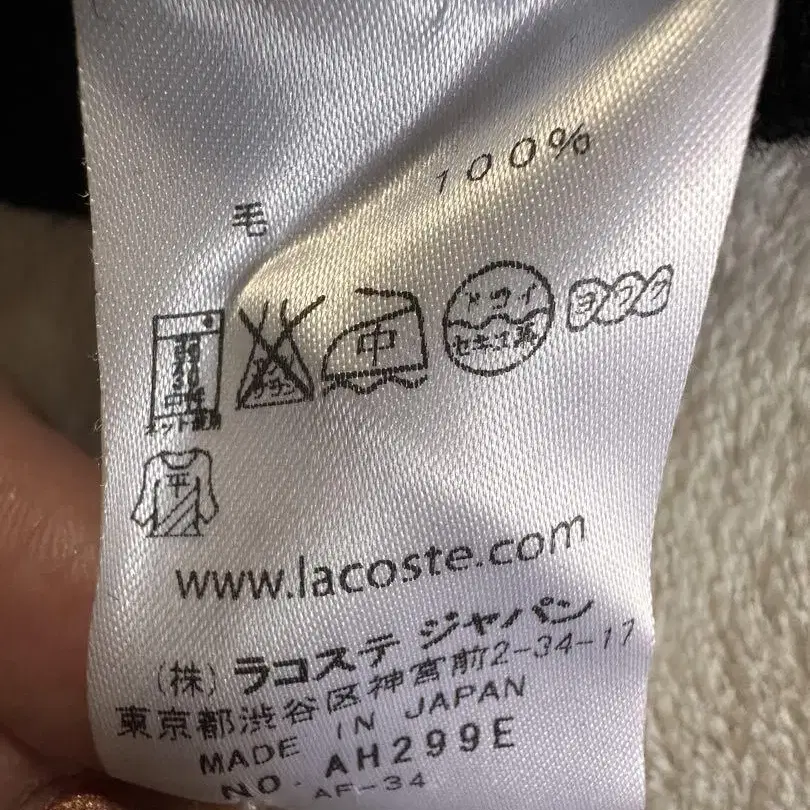 毛 100%
中 ドライ セキユ系 ヨワク
平
www.lacoste.com
(株) ラコステ ジャパン
東京都渋谷区神宮前2-34-17
MADE IN JAPAN
NO. AH299E
AF-34